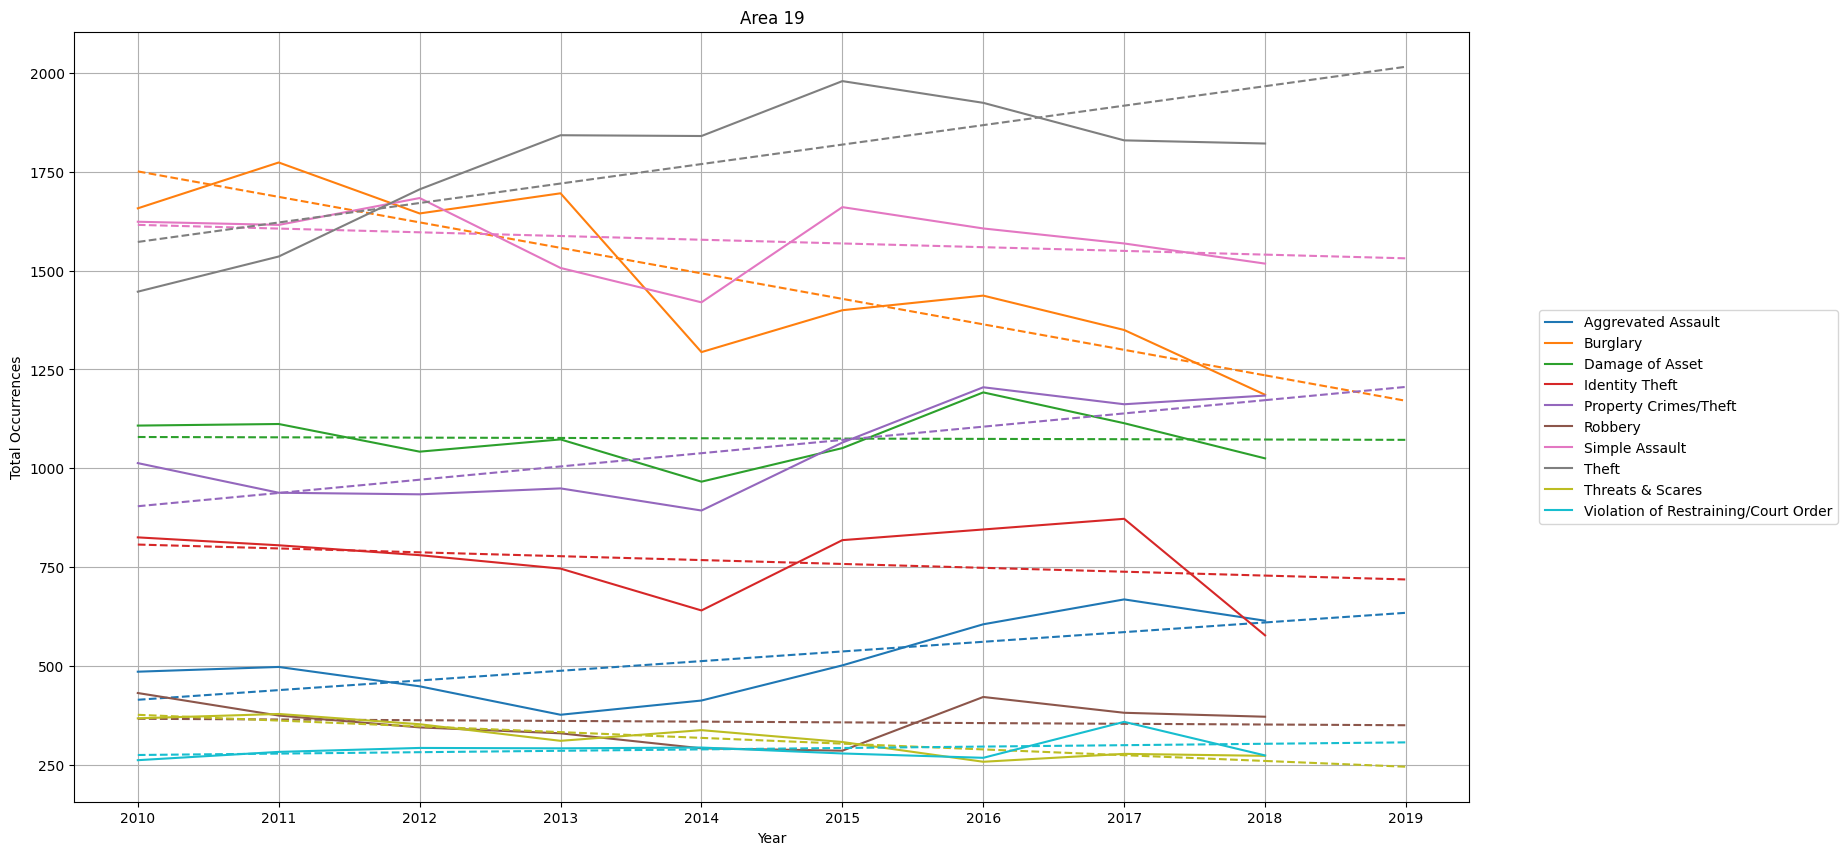 Area 19
Total Occurrences
2000
1750
1500
1250
1000
750
500
250
2010 2011 2012 2013 2014 2015 2016 2017 2018 2019
Year
Aggrevated Assault
Burglary
Damage of Asset
Identity Theft
Property Crimes/Theft
Robbery
Simple Assault
Theft
Threats & Scares
Violation of Restraining/Court Order